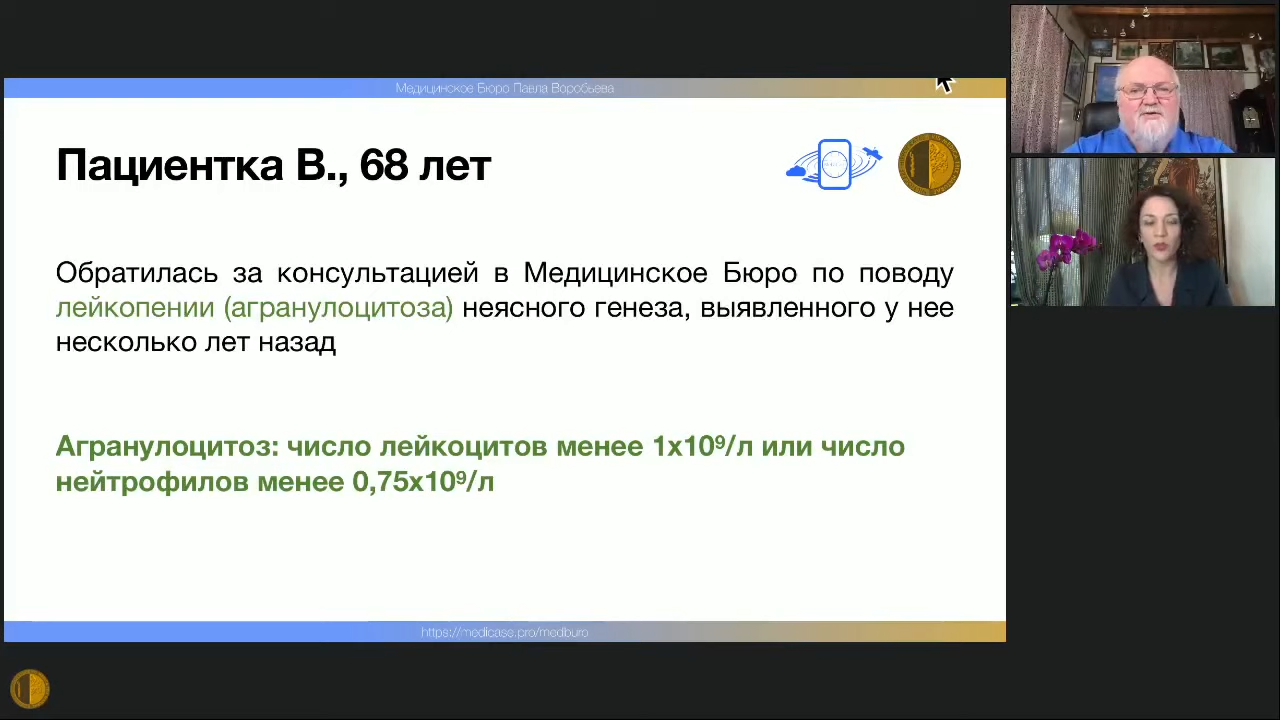 Медицинское Бюро Павла Воробьева
Пациентка В., 68 лет
Обратилась за консультацией в Медицинское Бюро по поводу
лейкопении (агранулоцитоза) неясного генеза, выявленного у нее
несколько лет назад
Агранулоцитоз: число лейкоцитов менее 1х10⁹/л или число
нейтрофилов менее 0,75х10⁹/л
https://medicase.pro/medburo